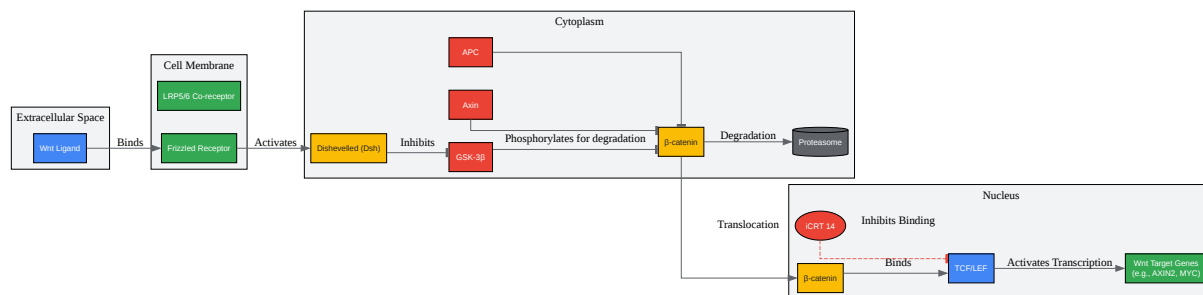 Cytoplasm
APC
Cell Membrane
LRP5/6 Co-receptor
Axin
Extracellular Space
Wnt Ligand
Binds
Frizzled Receptor
Activates
Dishevelled (Dsh)
Inhibits
GSK-3β
Phosphorylates for degradation
β-catenin
Degradation
Proteasome
Nucleus
Translocation
iCRT 14
Inhibits Binding
β-catenin
Binds
TCF/LEF
Activates Transcription
Wnt Target Genes
(e.g., AXIN2, MYC)